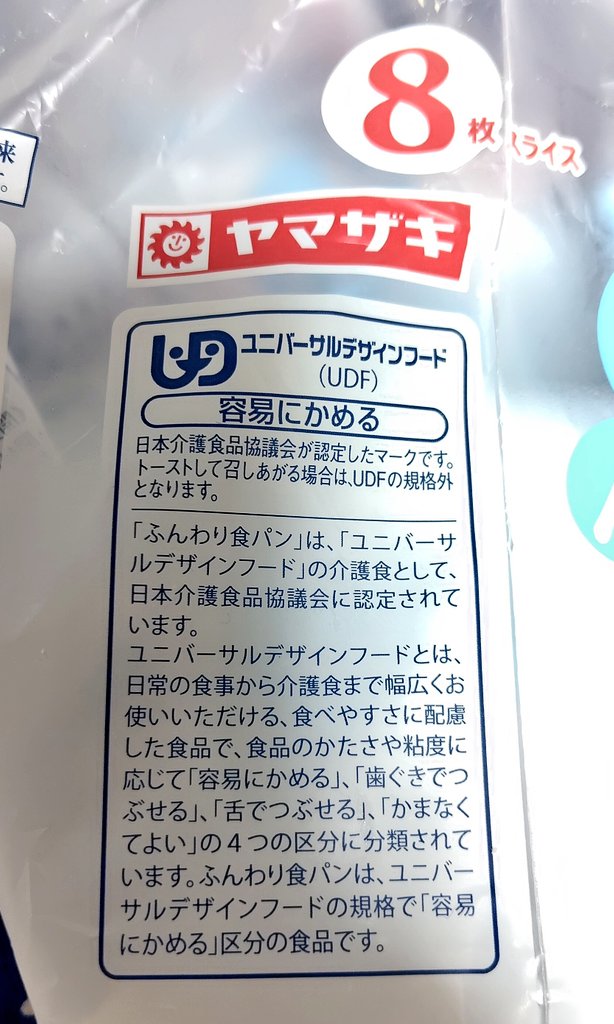 8枚スライス
来
。
ヤマザキ
UD ユニバーサルデザインフード
(UDF)
容易にかめる
日本介護食品協議会が認定したマークです。
トーストして召しあがる場合は、UDFの規格外
となります。
「ふんわり食パン」は、「ユニバーサ
ルデザインフード」の介護食として、
日本介護食品協議会に認定されて
います。
ユニバーサルデザインフードとは、
日常の食事から介護食まで幅広くお
使いいただける、食べやすさに配慮
した食品で、食品のかたさや粘度に
応じて「容易にかめる」、「歯ぐきでつ
ぶせる」、「舌でつぶせる」、「かまなく
てよい」の4つの区分に分類されて
います。ふんわり食パンは、ユニバー
サルデザインフードの規格で「容易
にかめる」区分の食品です。